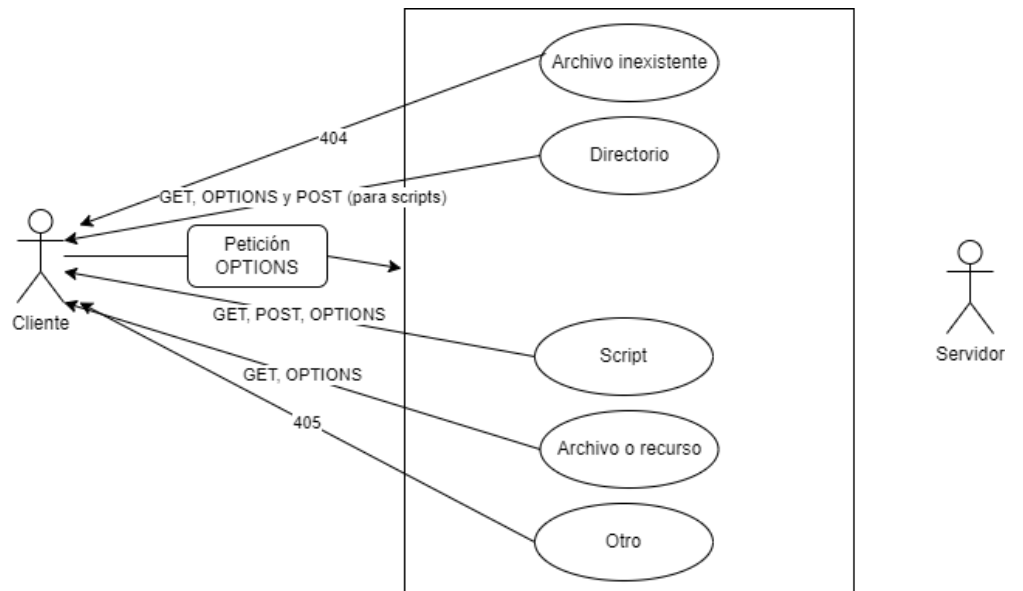 Archivo inexistente
404
Directorio
GET, OPTIONS y POST (para scripts)
Petición
OPTIONS
Cliente
GET, POST, OPTIONS
Script
Servidor
GET, OPTIONS
405
Archivo o recurso
Otro